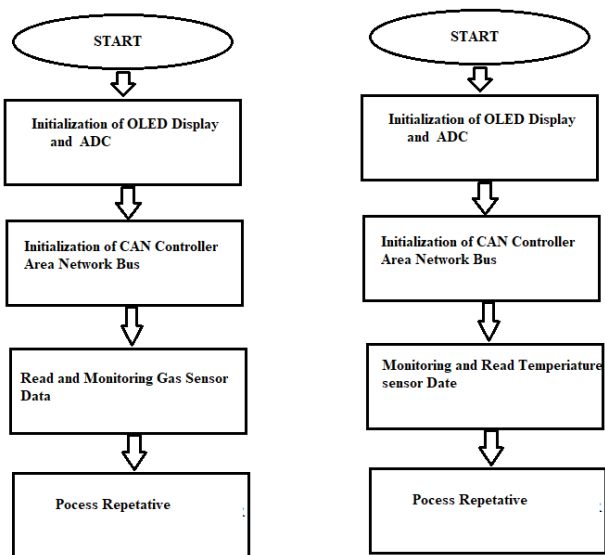 START
Initialization of OLED Display
and ADC
Initialization of CAN Controller
Area Network Bus
Read and Monitoring Gas Sensor
Data
Pocess Repetative
:
START
Initialization of OLED Display
and ADC
Initialization of CAN Controller
Area Network Bus
Monitoring and Read Temperiature
sensor Date
Pocess Repetative
: